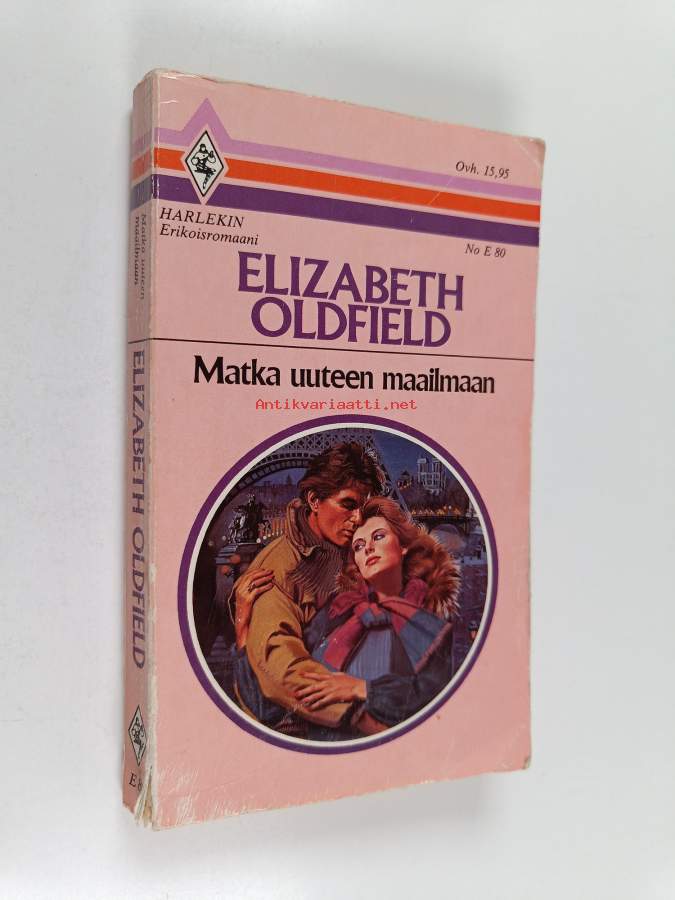 Ovh. 15,95
HARLEKIN
Erikoisromaani
No E 80
ELIZABETH
OLDFIELD
Matka uuteen maailmaan
Antikvariaatti.net
Matka uuteen
maailmaan
ELIZABETH OLDFIELD